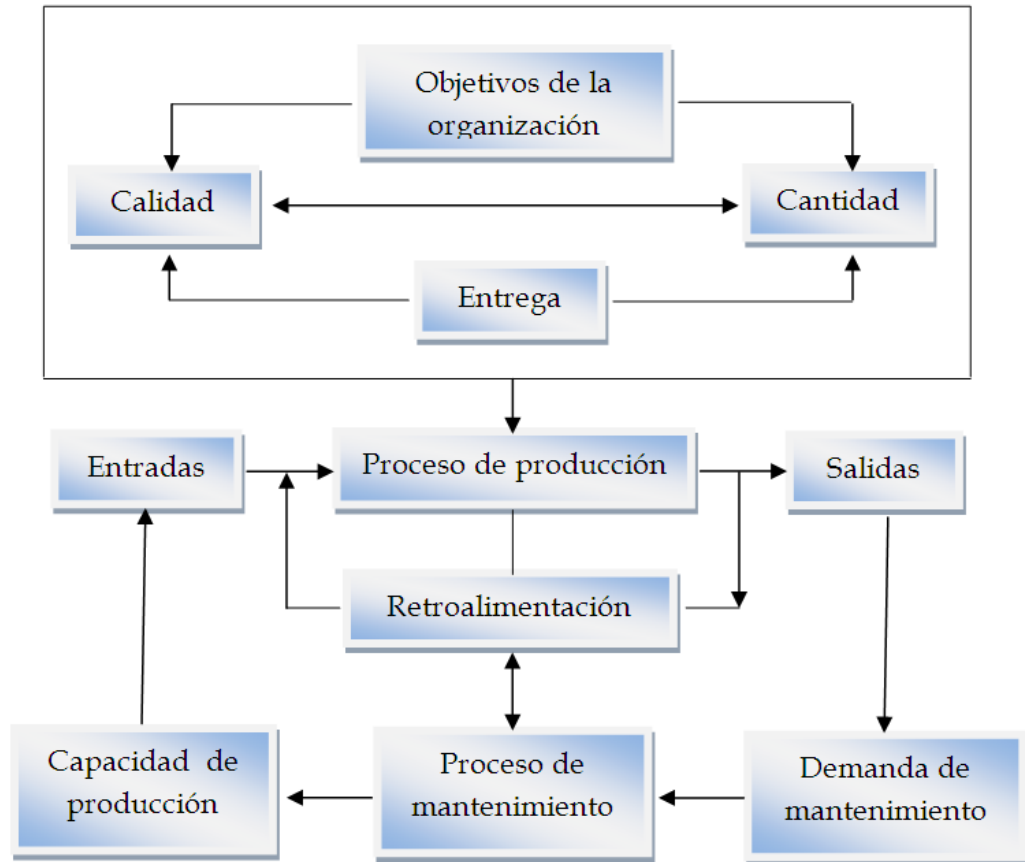 Objetivos de la
organización
Calidad
Cantidad
Entrega
Entradas
Proceso de producción
Salidas
Retroalimentación
Capacidad de
producción
Proceso de
mantenimiento
Demanda de
mantenimiento